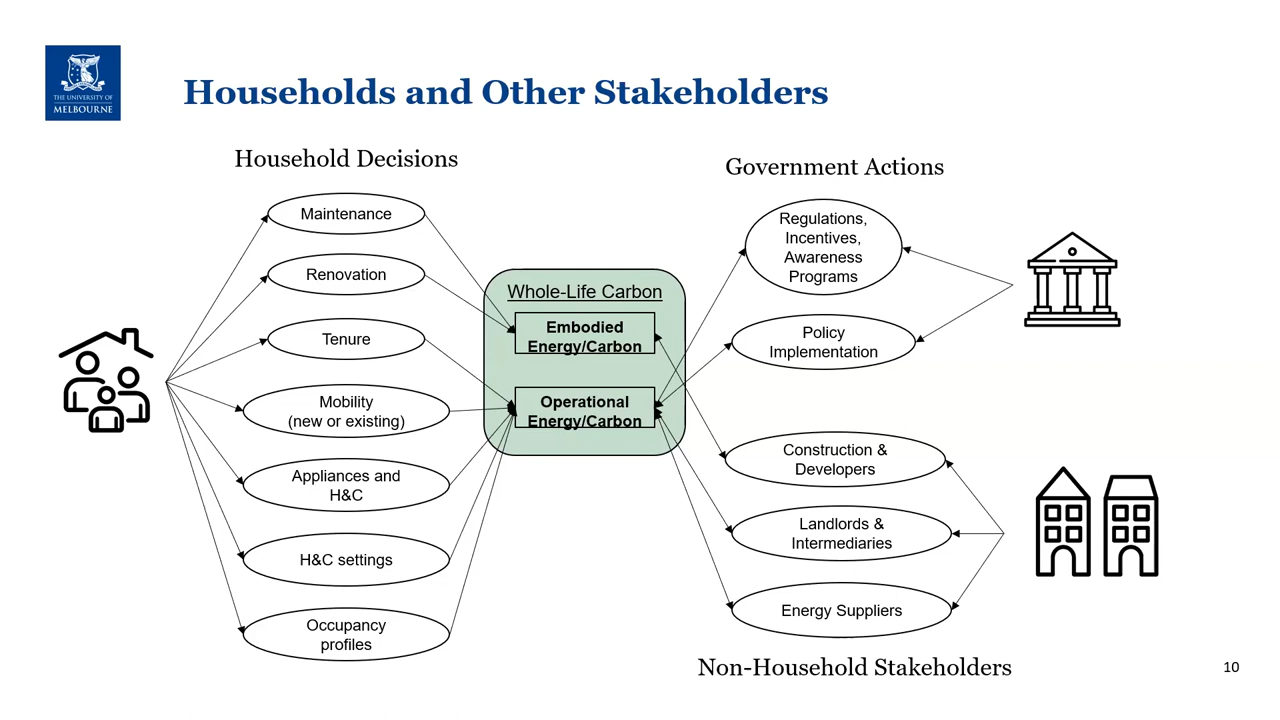 THE UNIVERSITY OF
MELBOURNE
Households and Other Stakeholders
Household Decisions
Maintenance
Renovation
Tenure
Mobility
(new or existing)
Appliances and
H&C
H&C settings
Occupancy
profiles
Whole-Life Carbon
Embodied
Energy/Carbon
Operational
Energy/Carbon
Government Actions
Regulations,
Incentives,
Awareness
Programs
Policy
Implementation
Construction &
Developers
Landlords &
Intermediaries
Energy Suppliers
Non-Household Stakeholders
10